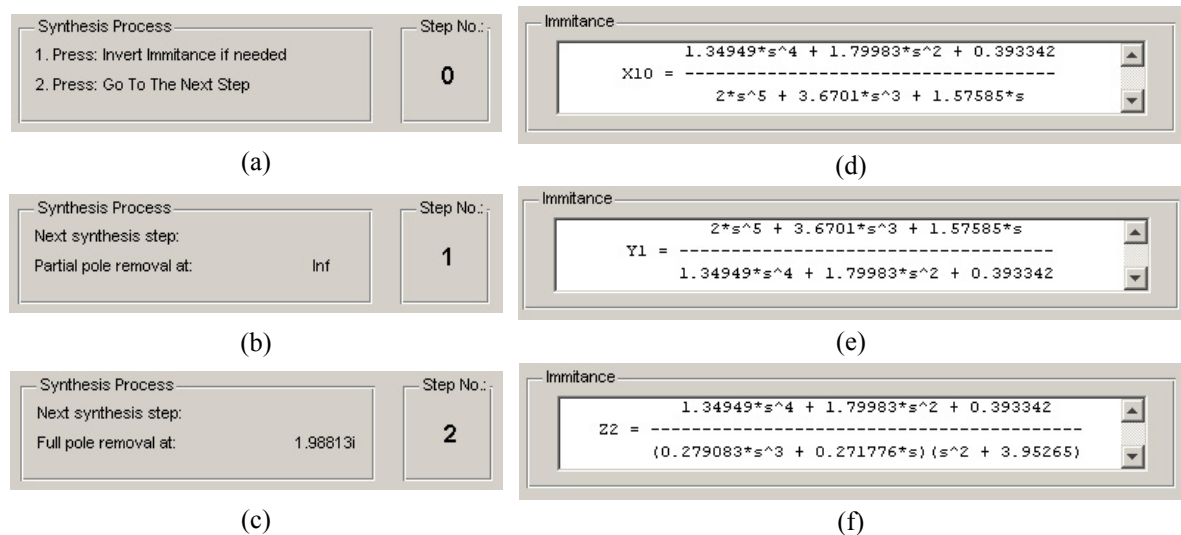 Synthesis Process
1. Press: Invert Immitance if needed
2. Press: Go To The Next Step
Step No.:
0
(a)
Immitance
1.34949*s^4 + 1.79983*s^2 + 0.393342
X10 = ------------------------------------
2*s^5 + 3.6701*s^3 + 1.57585*s
(d)
Synthesis Process
Next synthesis step:
Partial pole removal at: Inf
Step No.:
1
(b)
Immitance
2*s^5 + 3.6701*s^3 + 1.57585*s
Y1 = ------------------------------------
1.34949*s^4 + 1.79983*s^2 + 0.393342
(e)
Synthesis Process
Next synthesis step:
Full pole removal at: 1.98813i
Step No.:
2
(c)
Immitance
1.34949*s^4 + 1.79983*s^2 + 0.393342
Z2 = -----------------------------------------
(0.279083*s^3 + 0.271776*s)(s^2 + 3.95265)
(f)